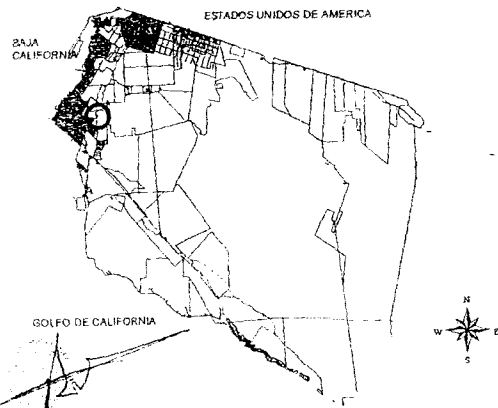 ESTADOS UNIDOS DE AMERICA
BAJA
CALIFORNIA
GOLFO DE CALIFORNIA
N
W E
S